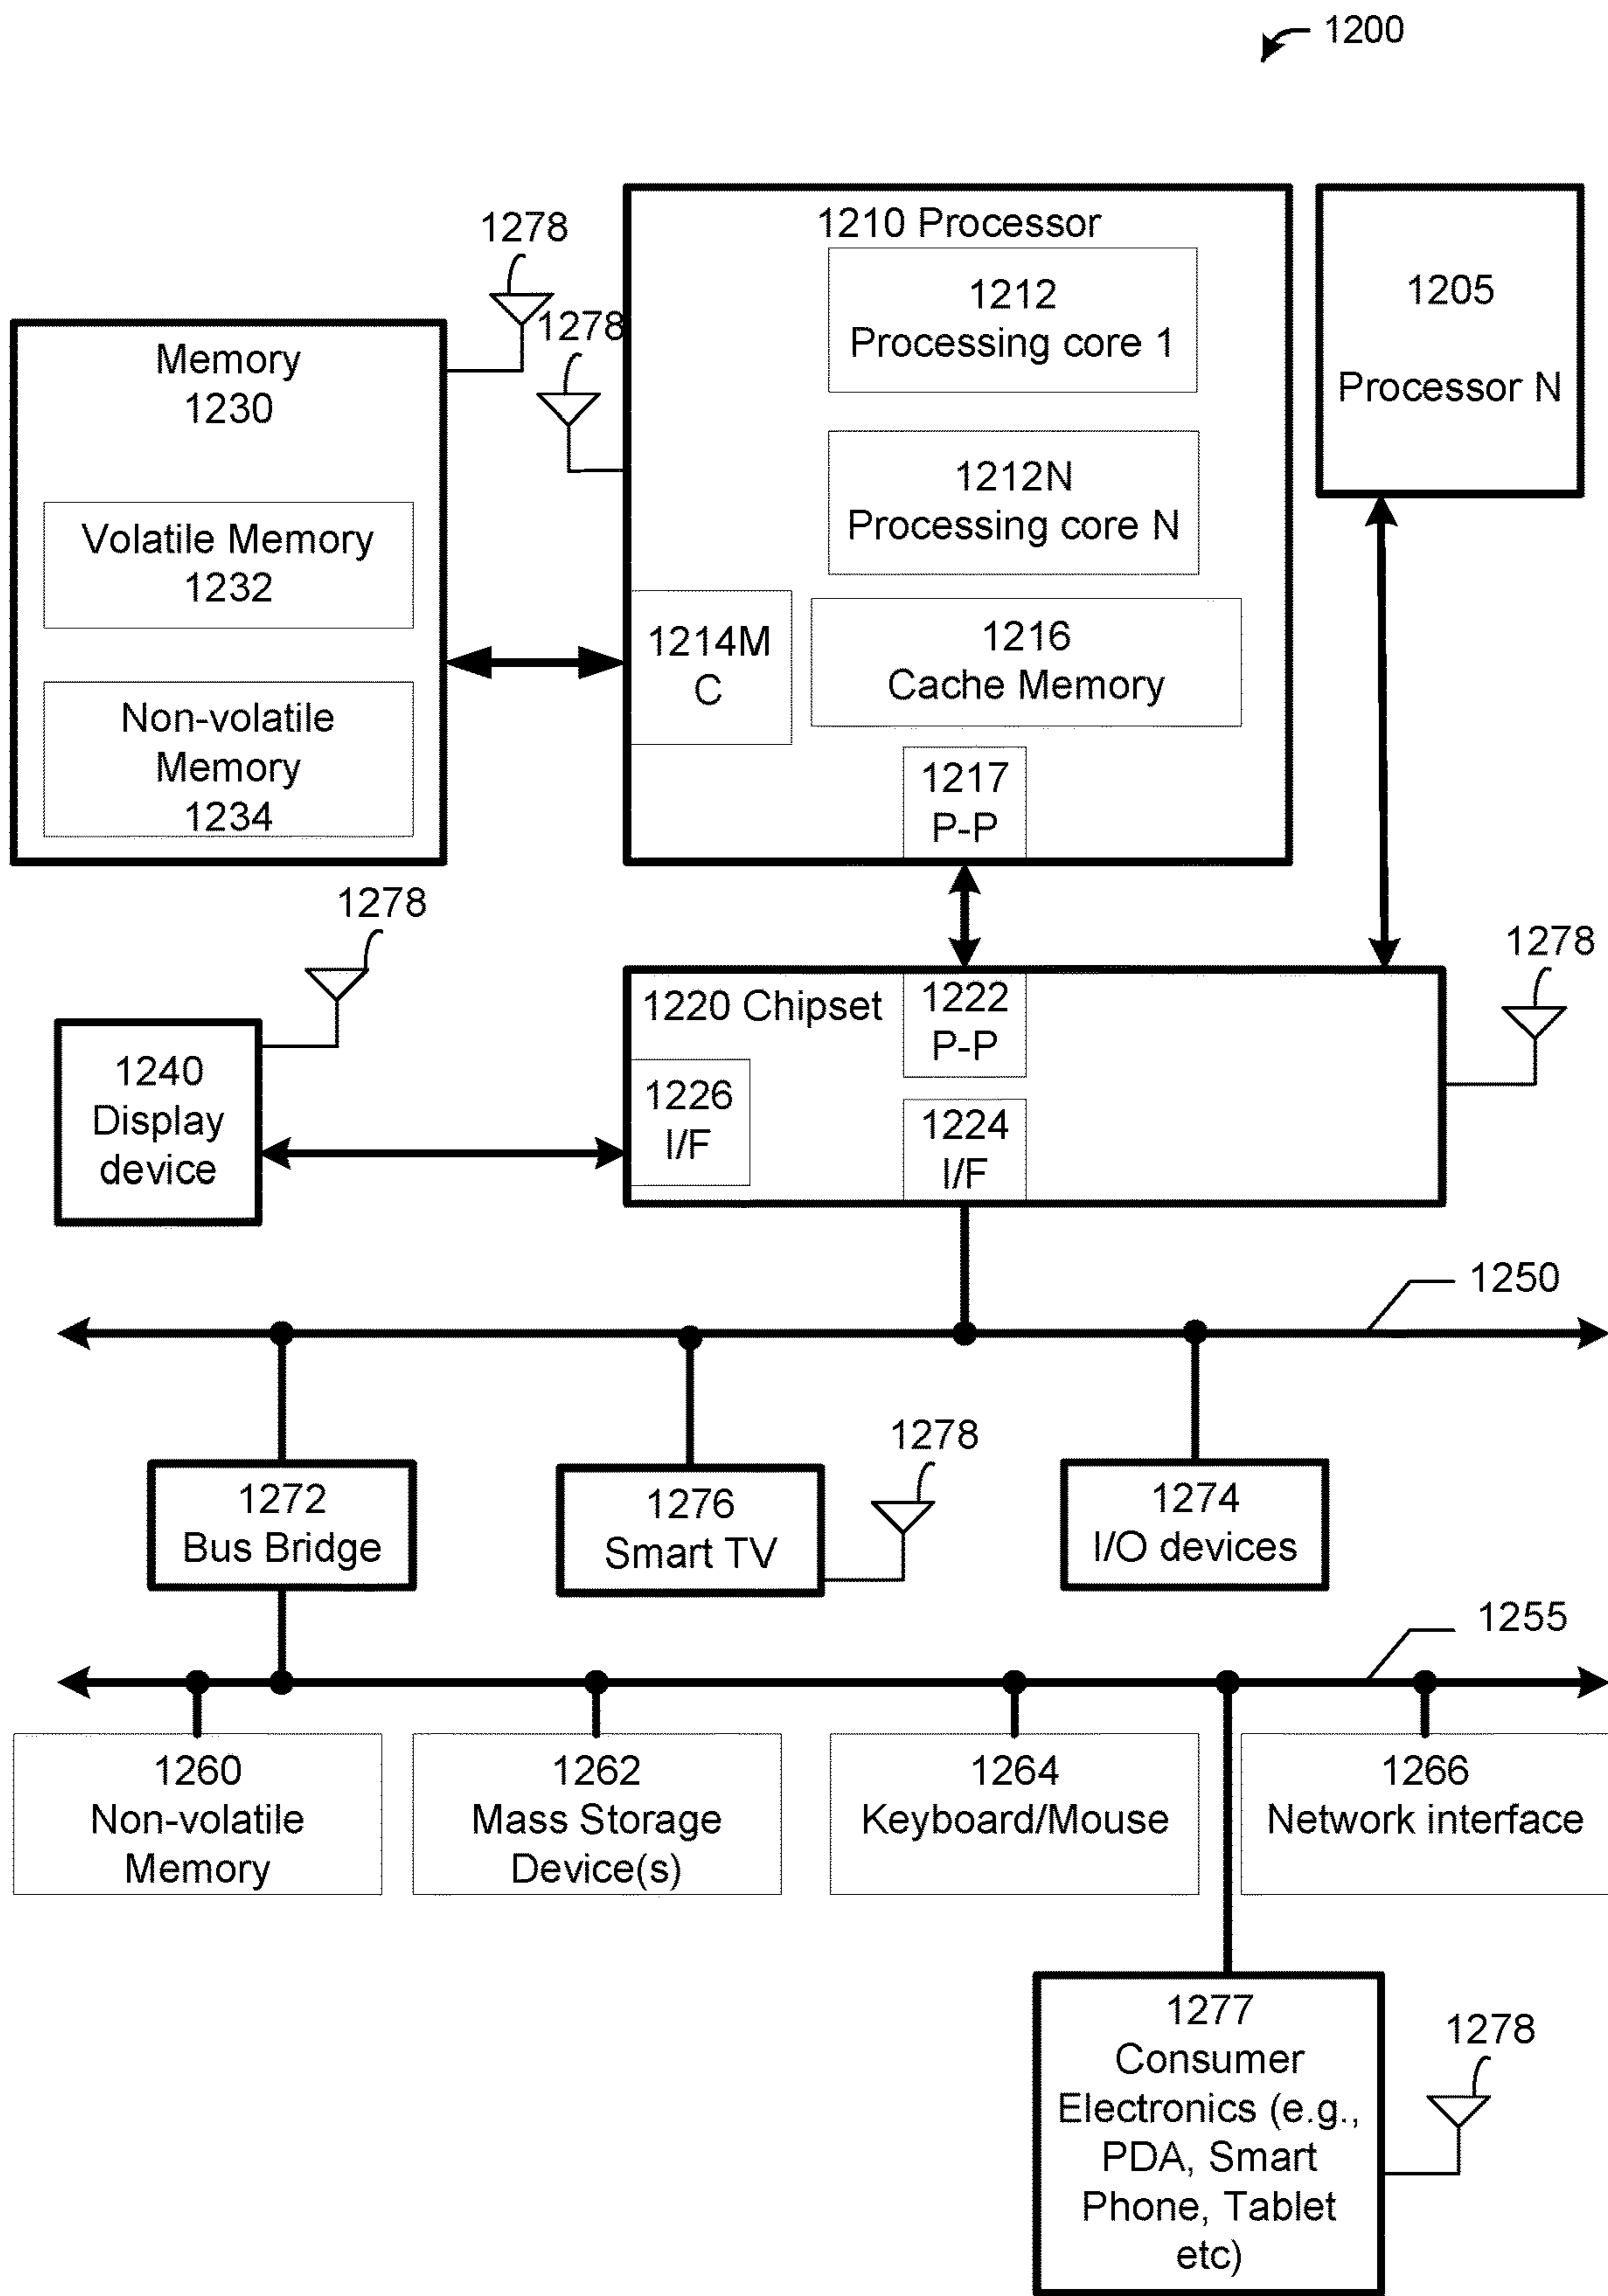 1200
1278
1278
Memory
1230
Volatile Memory
1232
Non-volatile
Memory
1234
1210 Processor
1212
Processing core 1
1212N
Processing core N
1214M
C
1216
Cache Memory
1217
P-P
1205
Processor N
1278
1240
Display
device
1220 Chipset
1222
P-P
1226
I/F
1224
I/F
1278
1250
1272
Bus Bridge
1276
Smart TV
1278
1274
I/O devices
1255
1260
Non-volatile
Memory
1262
Mass Storage
Device(s)
1264
Keyboard/Mouse
1266
Network interface
1277
Consumer
Electronics (e.g.,
PDA, Smart
Phone, Tablet
etc)
1278